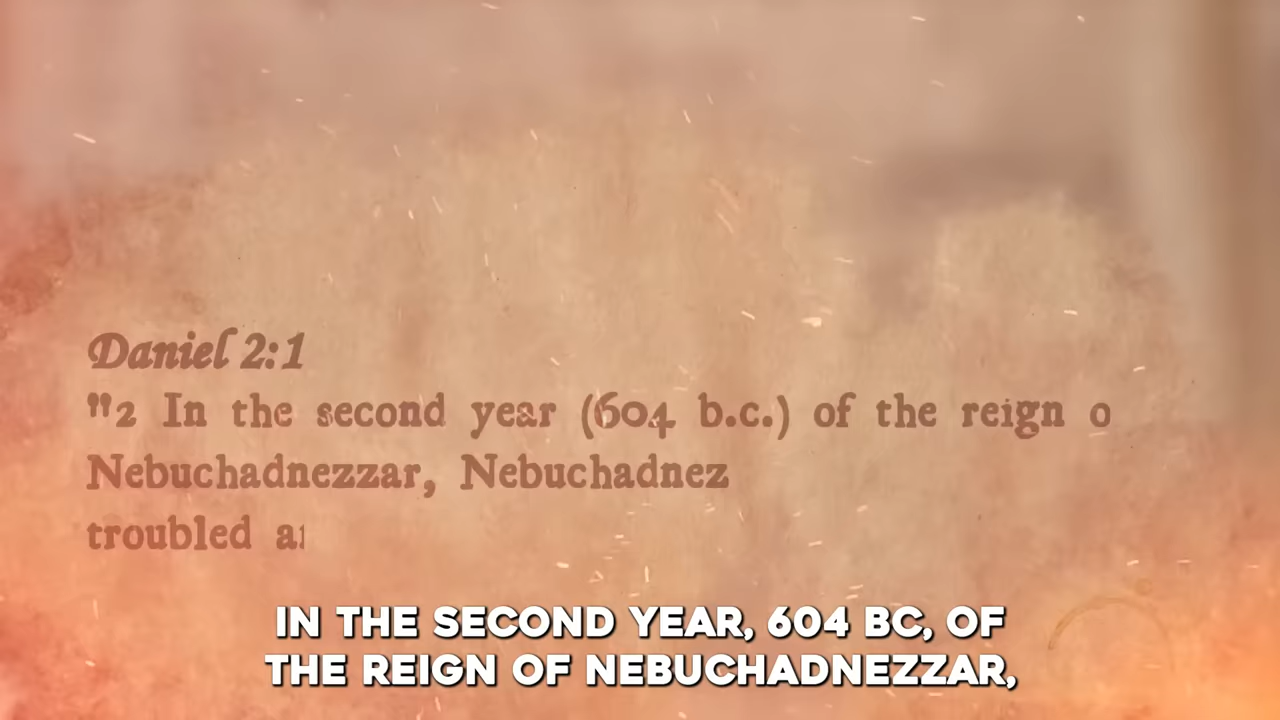 Daniel 2:1
"2 In the second year (604 b.c.) of the reign o
Nebuchadnezzar, Nebuchadnez
troubled a
IN THE SECOND YEAR, 604 BC, OF
THE REIGN OF NEBUCHADNEZZAR,